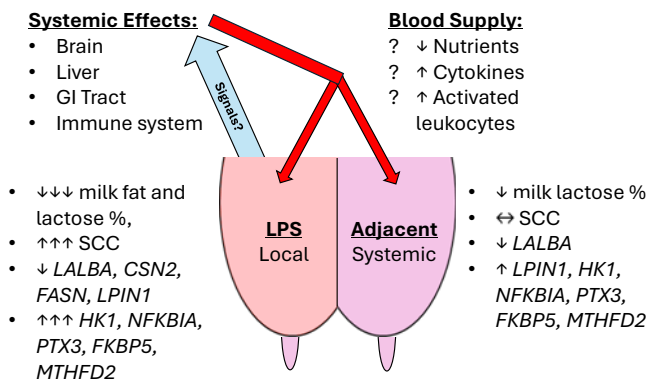 Systemic Effects:
• Brain
• Liver
• GI Tract
• Immune system
Blood Supply:
? ↓ Nutrients
? ↑ Cytokines
? ↑ Activated
leukocytes
Signals?
• ↓↓↓ milk fat and
lactose %,
• ↑↑↑ SCC
• ↓ LALBA, CSN2,
FASN, LPIN1
• ↑↑↑ HK1, NFKBIA,
PTX3, FKBP5,
MTHFD2
LPS
Local
Adjacent
Systemic
• ↓ milk lactose %
• ↔ SCC
• ↓ LALBA
• ↑ LPIN1, HK1,
NFKBIA, PTX3,
FKBP5, MTHFD2